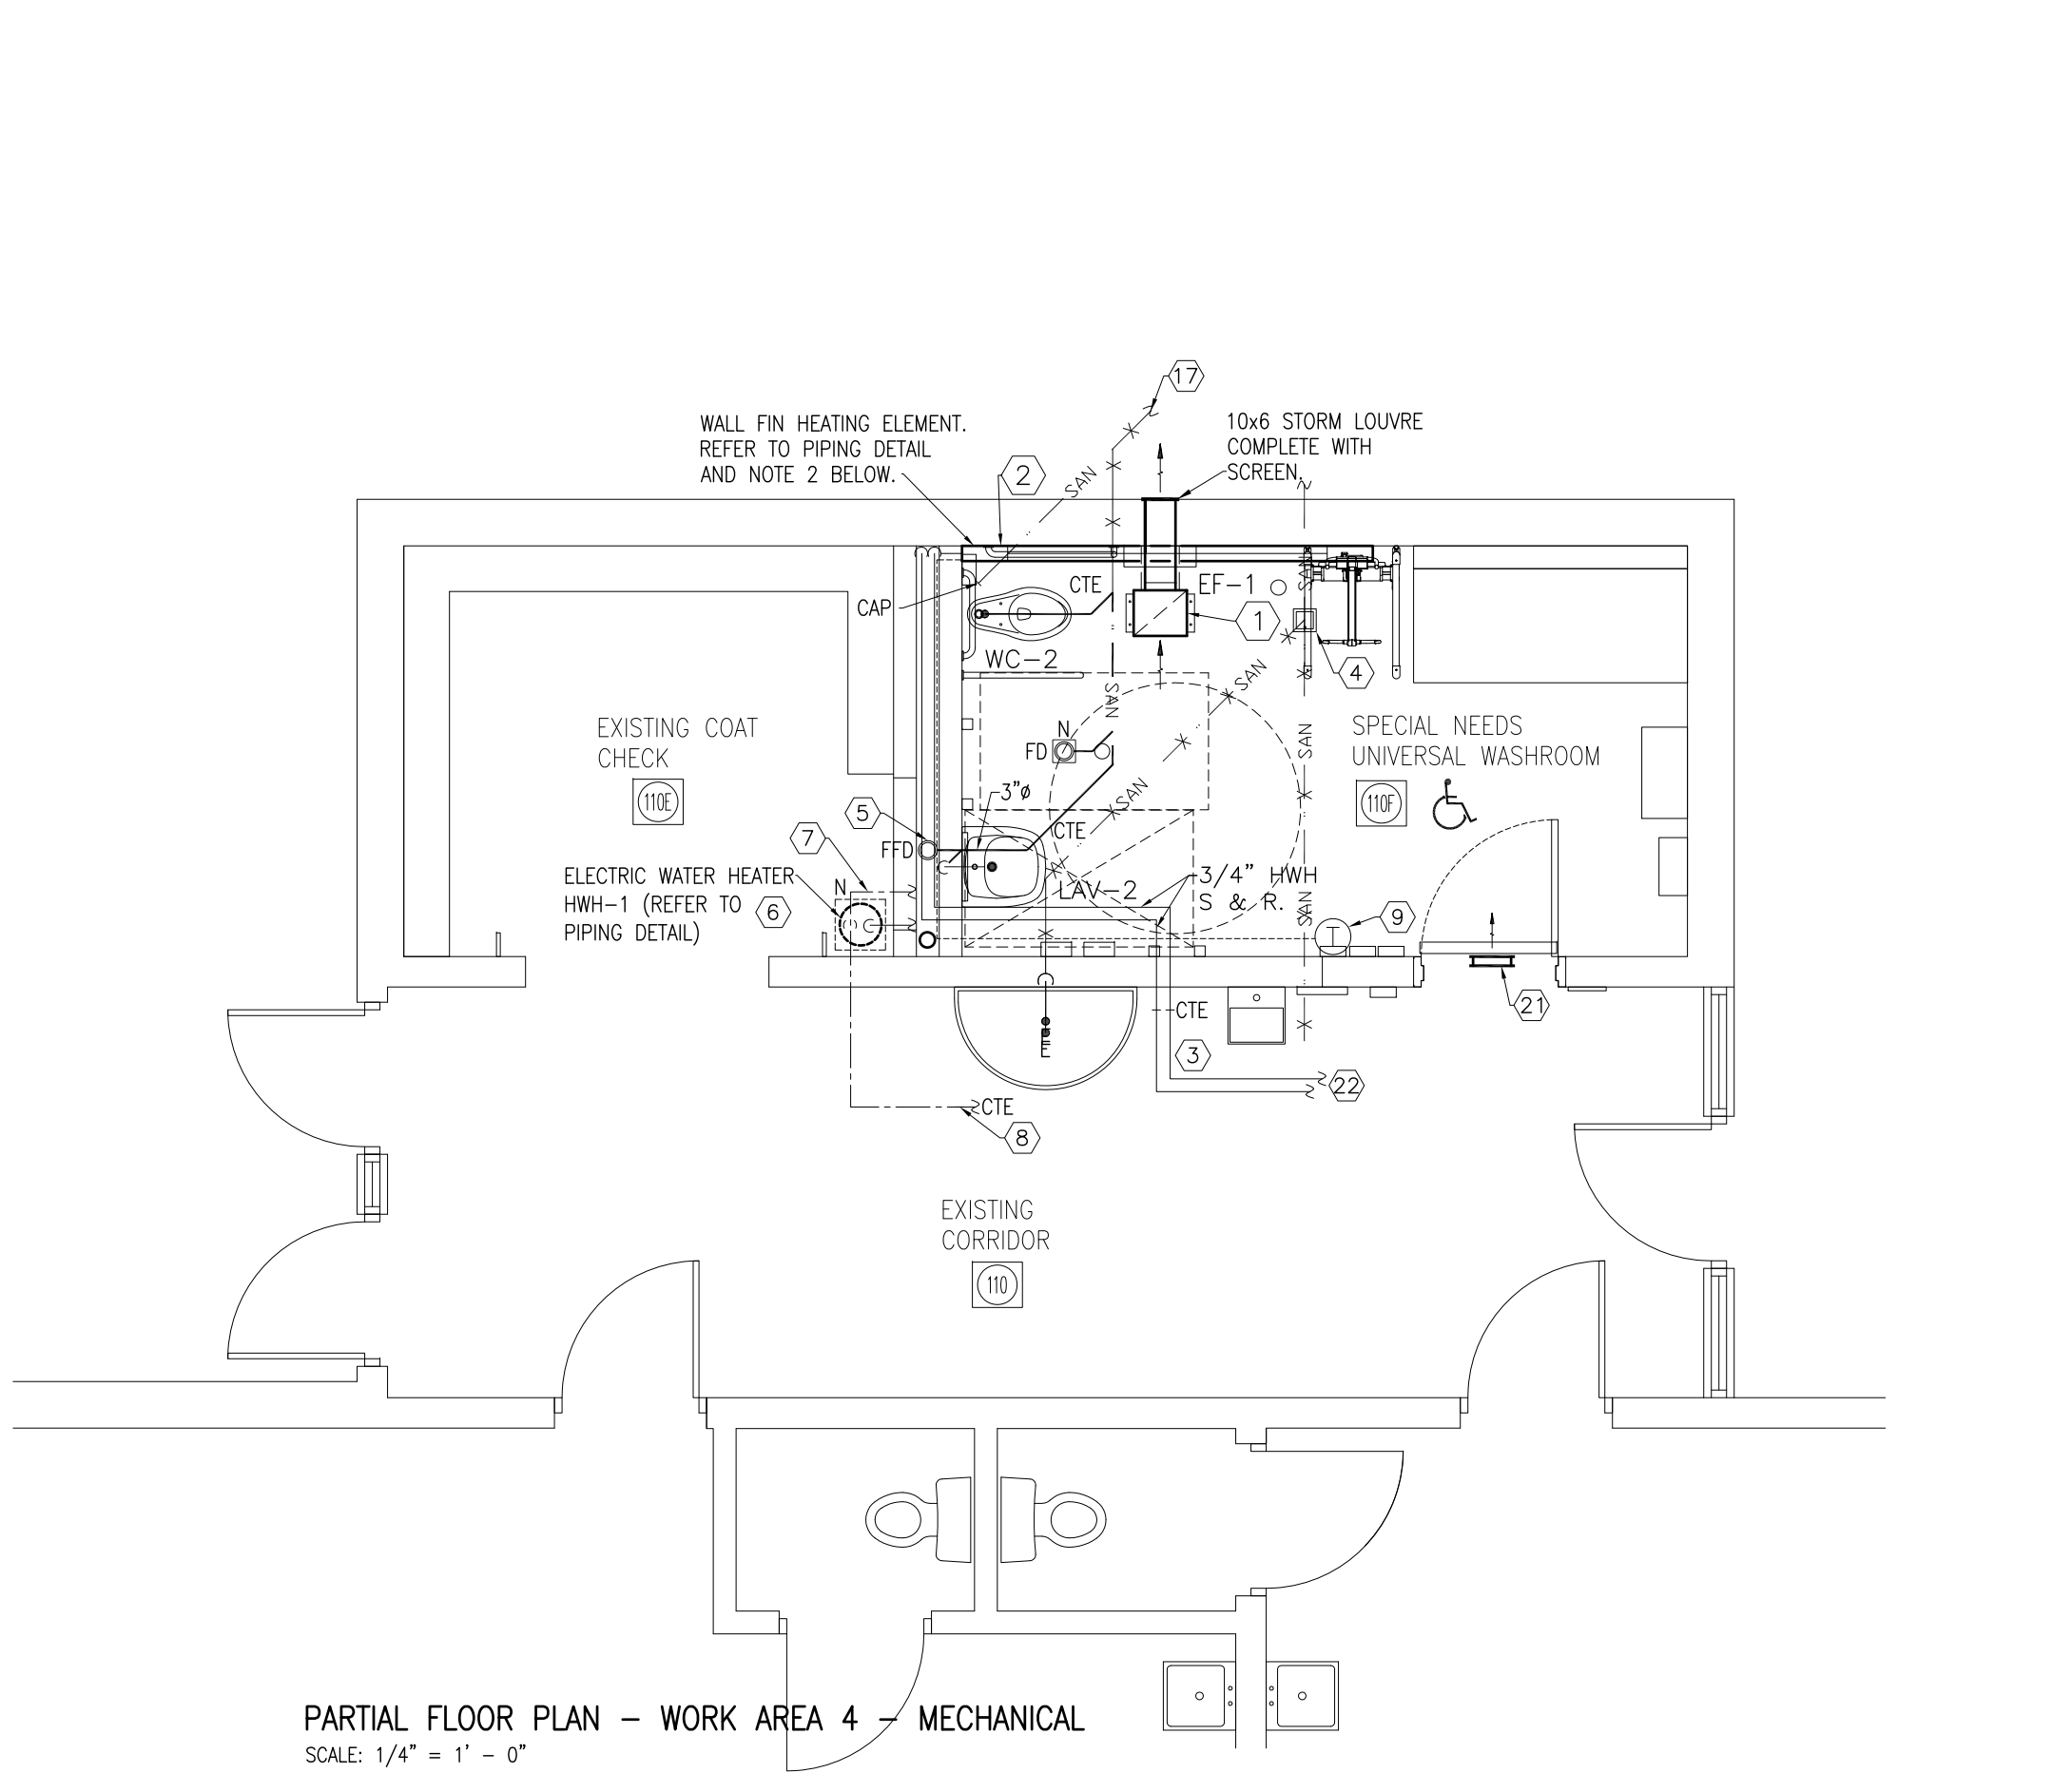 17
WALL FIN HEATING ELEMENT.
REFER TO PIPING DETAIL
AND NOTE 2 BELOW.
2
SAN
10x6 STORM LOUVRE
COMPLETE WITH
SCREEN.
CAP
CTE
EF-1
1
SAN
WC-2
4
SAN
SAN
N
FD
3"ø
SAN
SAN
EXISTING COAT
CHECK
110E
SPECIAL NEEDS
UNIVERSAL WASHROOM
110F
5
7
FFD
CTE
LAV-2
3/4" HWH
S & R.
SAN
ELECTRIC WATER HEATER
HWH-1 (REFER TO
PIPING DETAIL)
6
N
T
9
21
E
CTE
3
22
CTE
8
EXISTING
CORRIDOR
110
PARTIAL FLOOR PLAN - WORK AREA 4 - MECHANICAL
SCALE: 1/4" = 1' - 0"